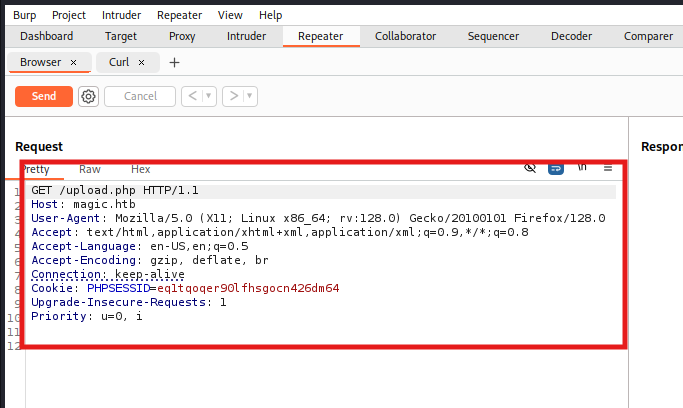 Burp Project Intruder Repeater View Help
Dashboard Target Proxy Intruder Repeater Collaborator Sequencer Decoder Comparer
Browser × Curl × +
Send Cancel < ▾ > ▾
Request Respon
Pretty Raw Hex \n
1 GET /upload.php HTTP/1.1
2 Host: magic.htb
3 User-Agent: Mozilla/5.0 (X11; Linux x86_64; rv:128.0) Gecko/20100101 Firefox/128.0
4 Accept: text/html,application/xhtml+xml,application/xml;q=0.9,*/*;q=0.8
5 Accept-Language: en-US,en;q=0.5
6 Accept-Encoding: gzip, deflate, br
7 Connection: keep-alive
8 Cookie: PHPSESSID=eq1tqoqer90lfhsgocn426dm64
9 Upgrade-Insecure-Requests: 1
10 Priority: u=0, i
11
12